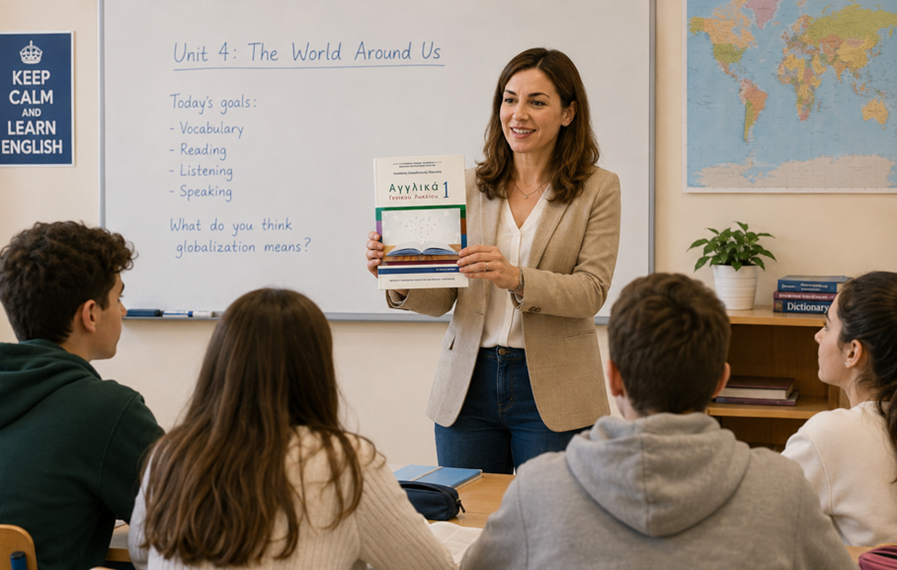 KEEP
CALM
AND
LEARN
ENGLISH
Unit 4: The World Around Us
Today's goals:
- Vocabulary
- Reading
- Listening
- Speaking
What do you think
globalization means?
Αγγλικά 1
Γενικού Λυκείου
Dictionary